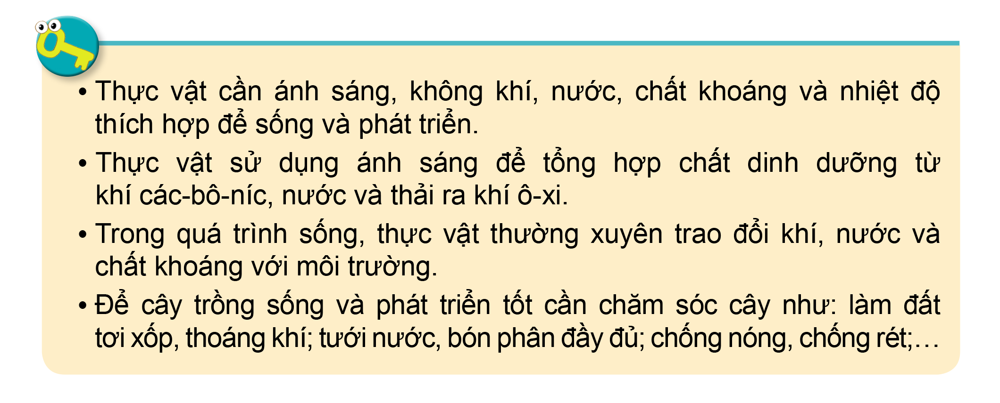 • Thực vật cần ánh sáng, không khí, nước, chất khoáng và nhiệt độ
thích hợp để sống và phát triển.
• Thực vật sử dụng ánh sáng để tổng hợp chất dinh dưỡng từ
khí các-bô-níc, nước và thải ra khí ô-xi.
• Trong quá trình sống, thực vật thường xuyên trao đổi khí, nước và
chất khoáng với môi trường.
• Để cây trồng sống và phát triển tốt cần chăm sóc cây như: làm đất
tơi xốp, thoáng khí; tưới nước, bón phân đầy đủ; chống nóng, chống rét;…